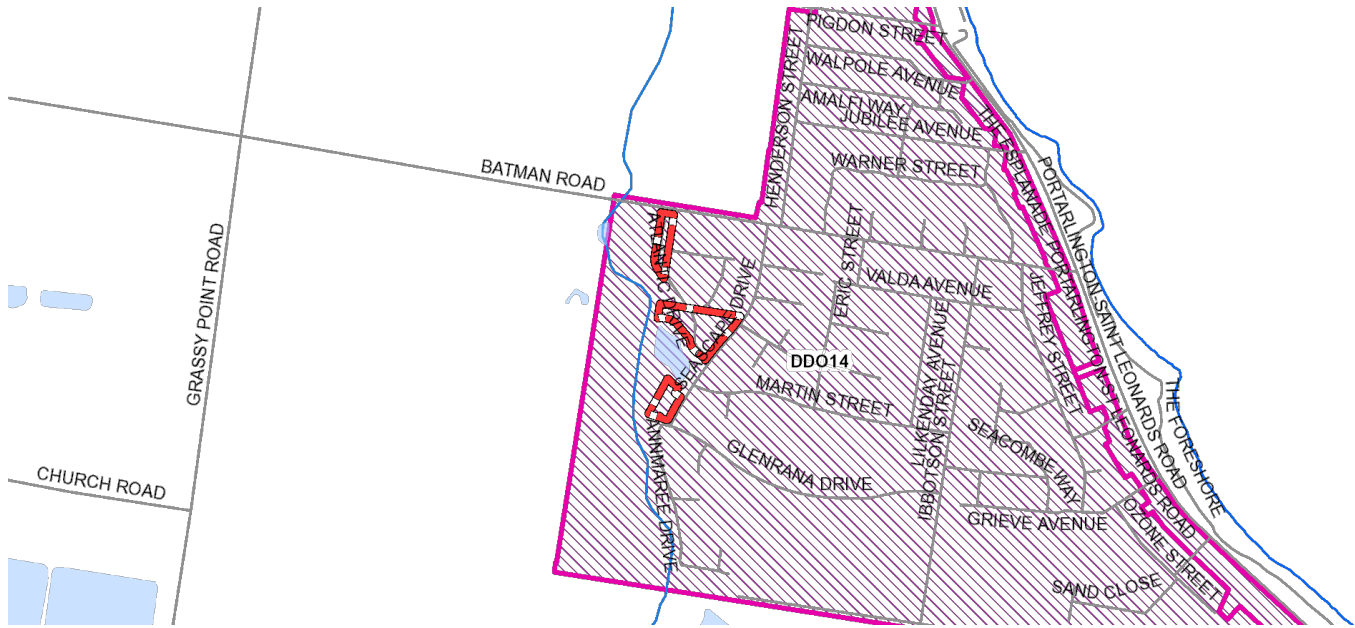 PIGDON STREET
WALPOLE AVENUE
HENDERSON STREET
AMALFI WAY
JUBILEE AVENUE
THE ESPLANADE PORTARLINGTON-ST LEONARDS ROAD
PORTARLINGTON-SAINT LEONARDS ROAD
WARNER STREET
BATMAN ROAD
GRASSY POINT ROAD
ATLANTIC DRIVE
ERIC STREET
SEASCAPE DRIVE
VALDA AVENUE
JEFFREY STREET
DDO14
MARTIN STREET
LILKENDAY AVENUE
IBBOTSON STREET
THE FORESHORE
SEACOMBE WAY
GLENRANA DRIVE
ANNMAREE DRIVE
CHURCH ROAD
GRIEVE AVENUE
OZONE STREET
SAND CLOSE